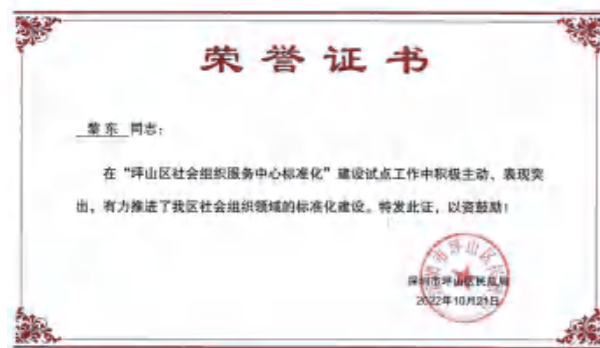 荣誉证书
黎东 同志：
在“坪山区社会组织服务中心标准化”建设试点工作中积极主动、表现突
出，有力推进了我区社会组织领域的标准化建设。特发此证，以资鼓励！
深圳市坪山区民政局
2022年10月21日